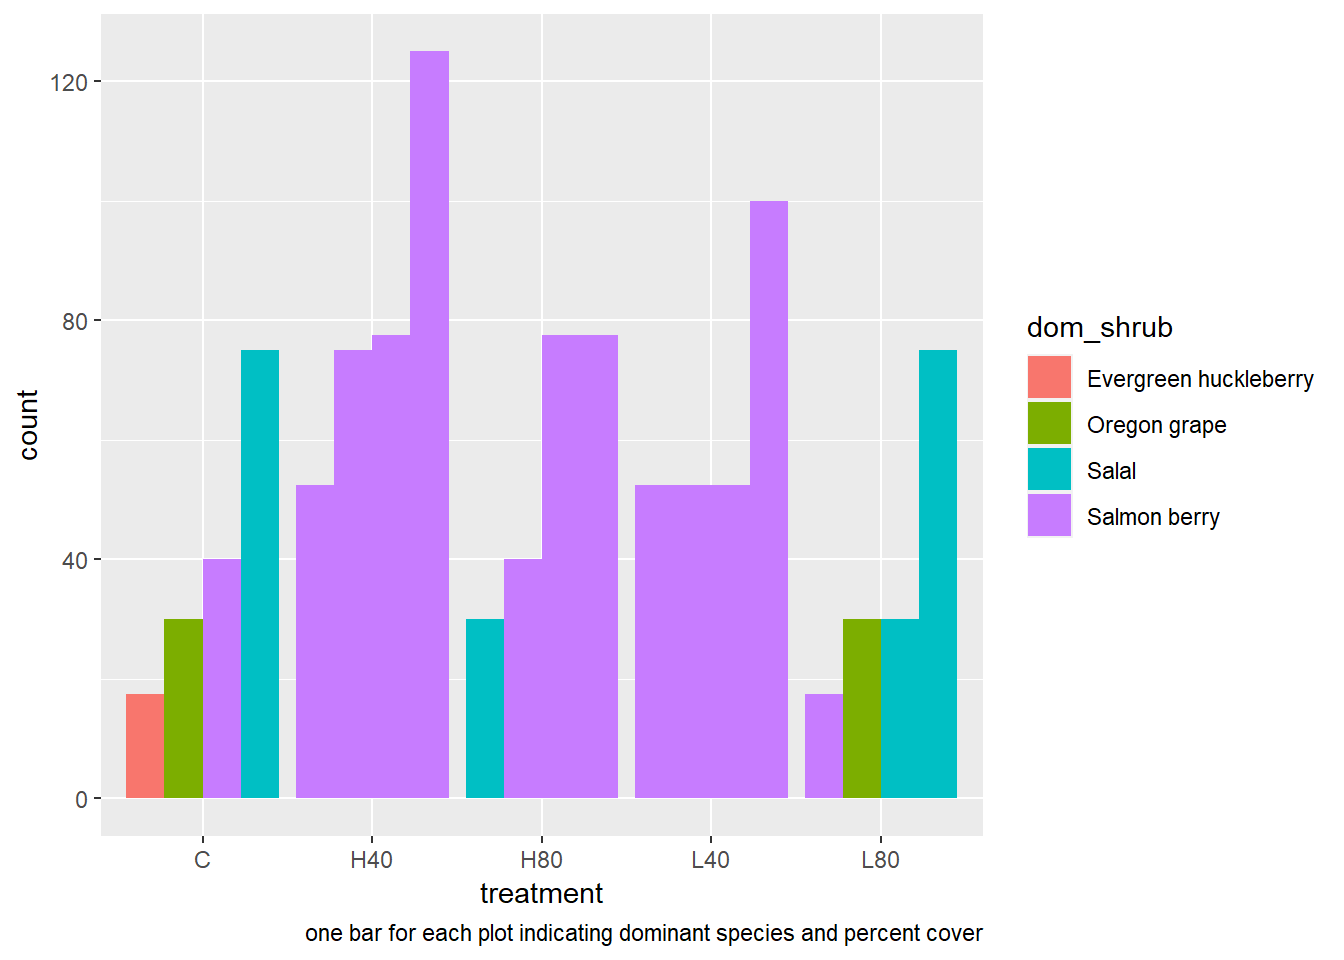 120
80
40
0
count
C H40 H80 L40 L80
treatment
one bar for each plot indicating dominant species and percent cover
dom_shrub
Evergreen huckleberry
Oregon grape
Salal
Salmon berry